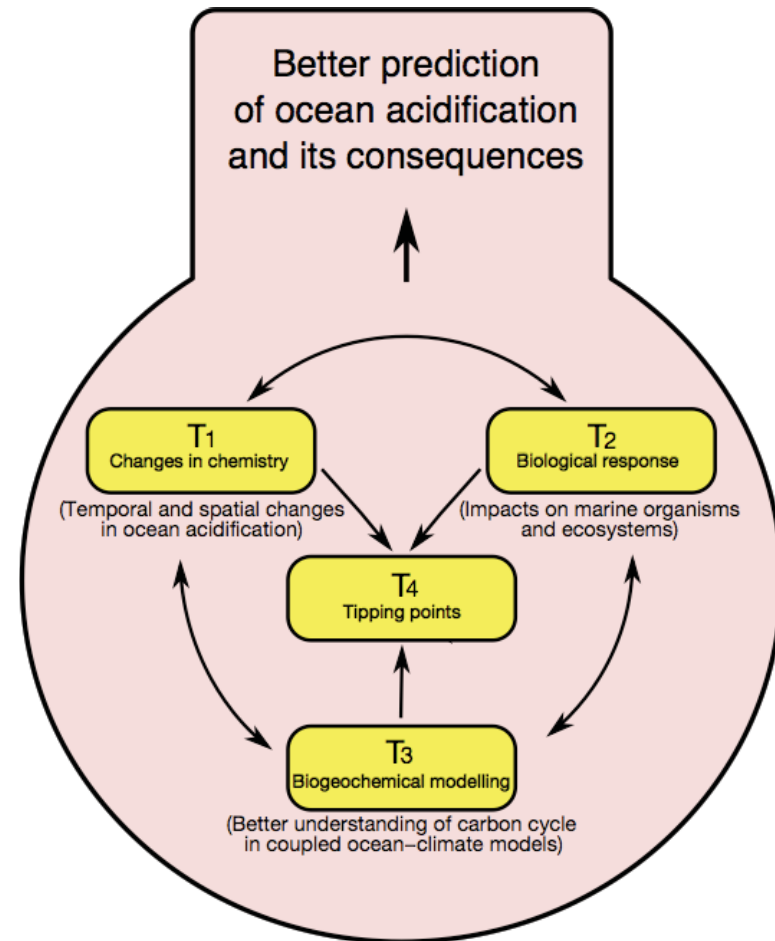 Better prediction
of ocean acidification
and its consequences
T1
Changes in chemistry
(Temporal and spatial changes
in ocean acidification)
T2
Biological response
(Impacts on marine organisms
and ecosystems)
T4
Tipping points
T3
Biogeochemical modelling
(Better understanding of carbon cycle
in coupled ocean–climate models)